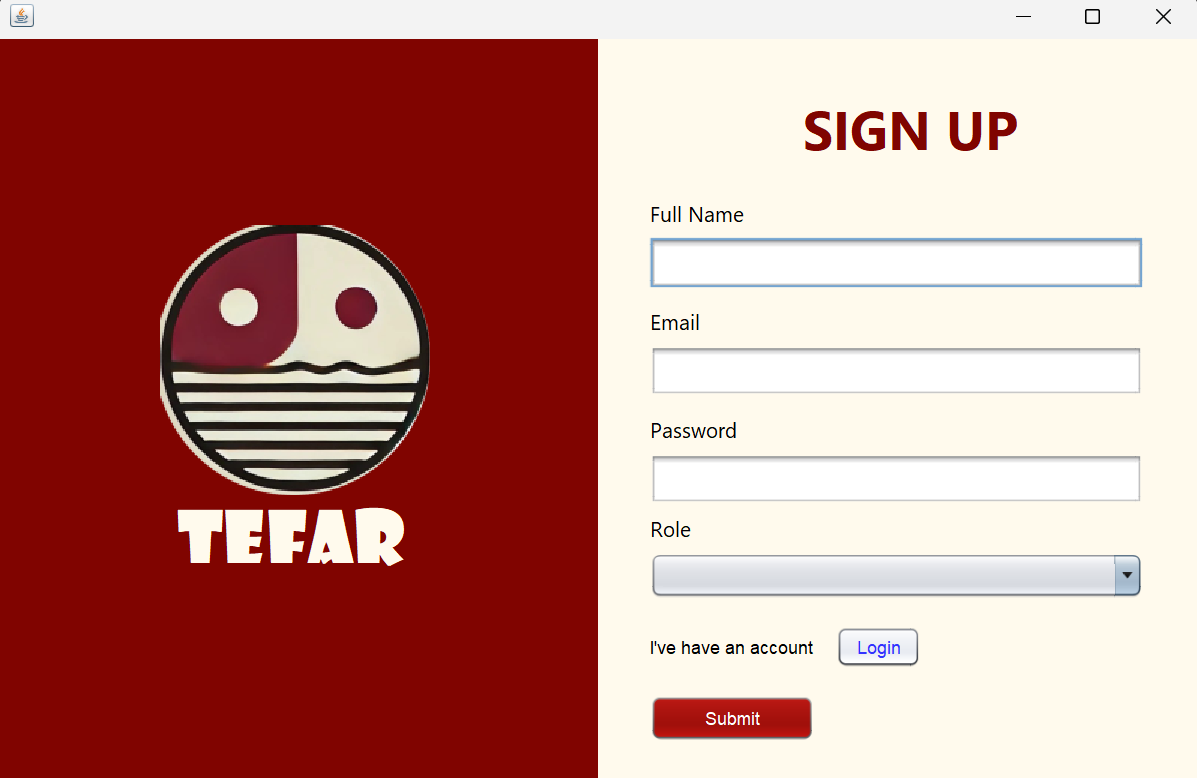 TEFAR
SIGN UP
Full Name
Email
Password
Role
I've have an account
Login
Submit